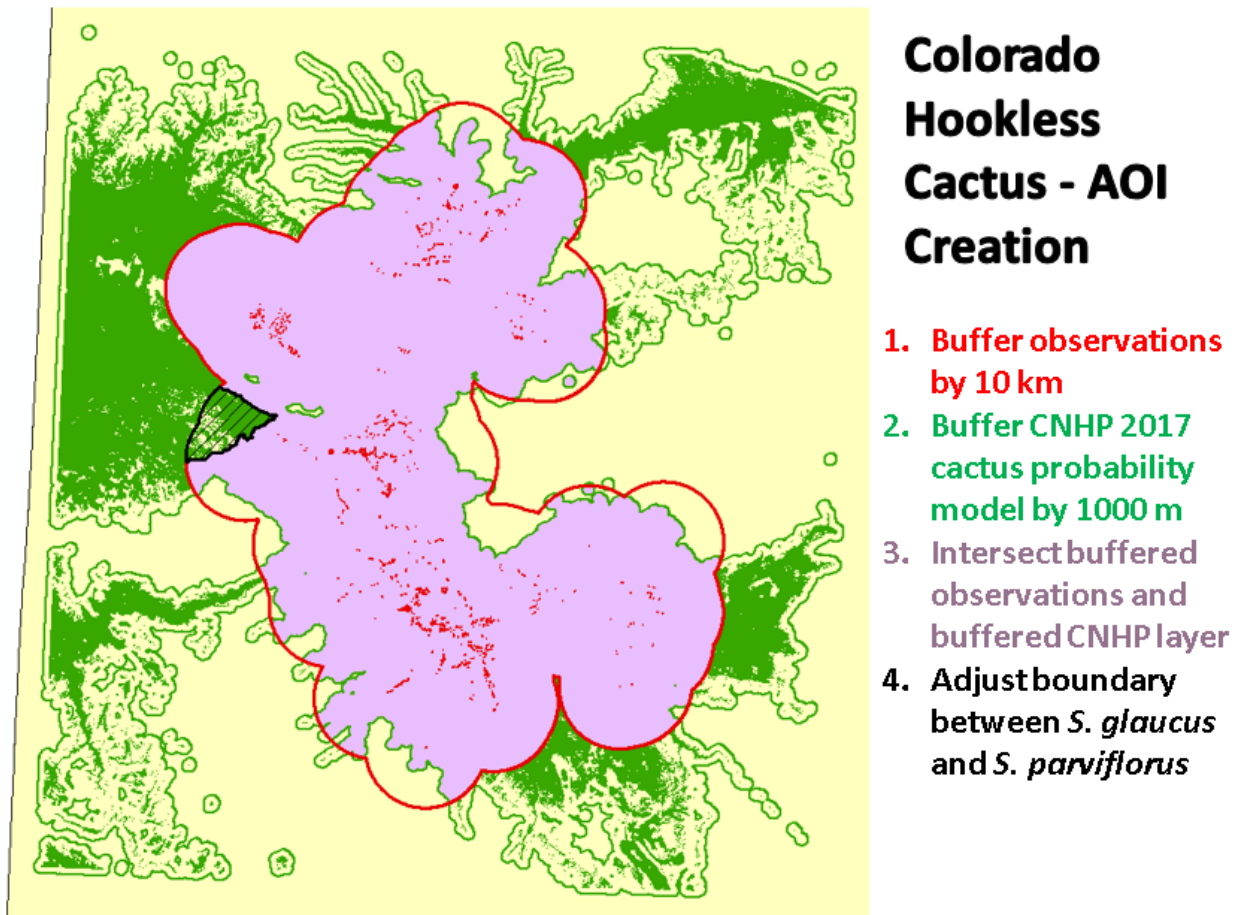 Colorado
Hookless
Cactus - AOI
Creation
1. Buffer observations
by 10 km
2. Buffer CNHP 2017
cactus probability
model by 1000 m
3. Intersect buffered
observations and
buffered CNHP layer
4. Adjust boundary
between S. glaucus
and S. parviflorus